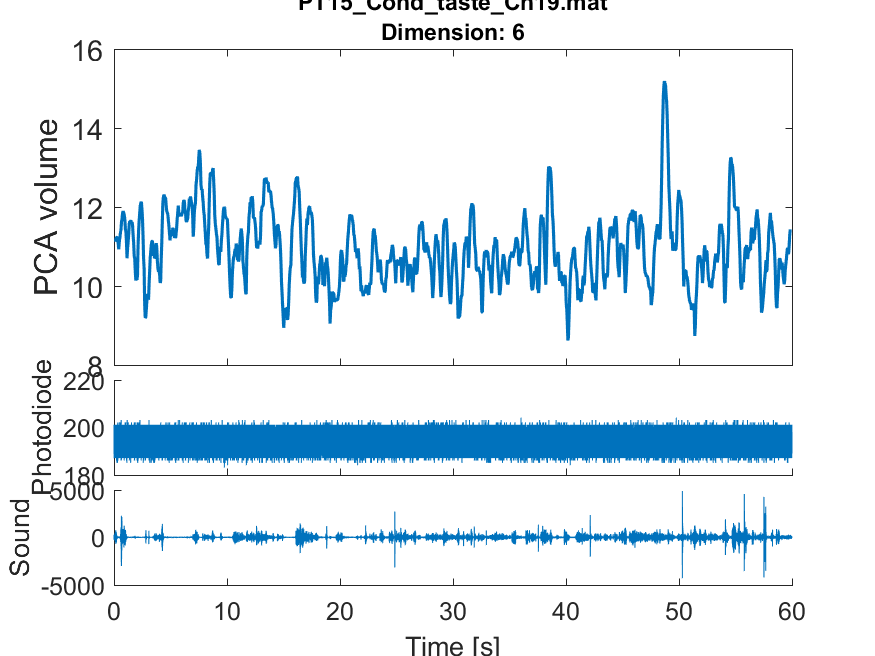 PT15_Cond_taste_Ch19.mat
Dimension: 6
16
14
12
10
8
PCA volume
220
200
180
Photodiode
5000
0
-5000
Sound
0 10 20 30 40 50 60
Time [s]